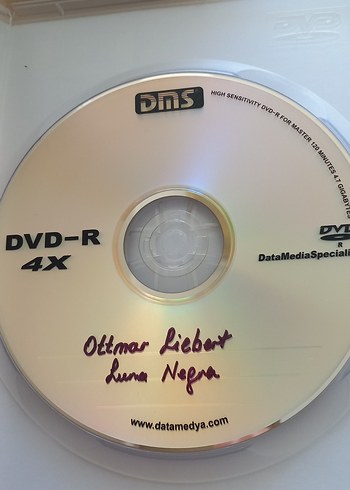 DMS
HIGH SENSITIVITY DVD-R FOR MASTER 120 MINUTES 4.7 GIGABYTES
DVD-R
4X
DVD
R
DataMediaSpeciali
Ottmar Liebert
Luna Negra
www.datamedya.com